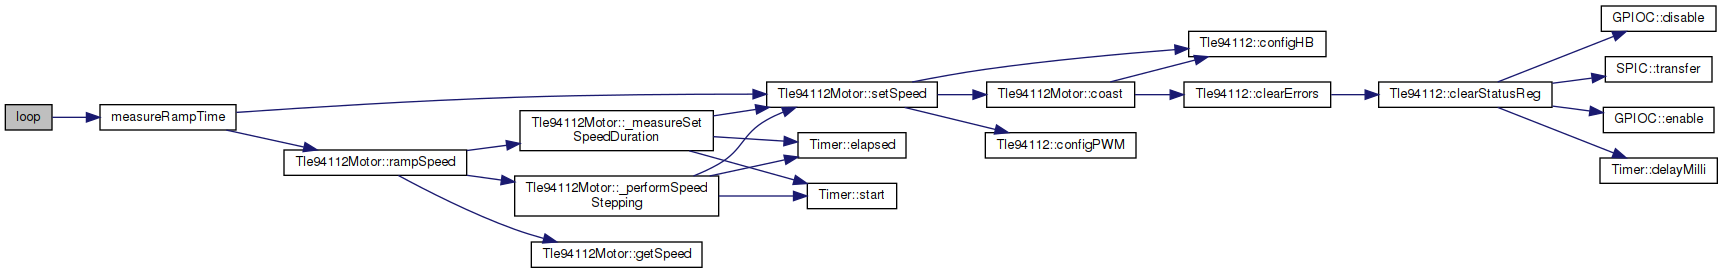 loop
measureRampTime
Tle94112Motor::rampSpeed
Tle94112Motor::_measureSet
SpeedDuration
Tle94112Motor::_performSpeed
Stepping
Tle94112Motor::getSpeed
Tle94112Motor::setSpeed
Timer::elapsed
Timer::start
Tle94112Motor::coast
Tle94112::configPWM
Tle94112::configHB
Tle94112::clearErrors
Tle94112::clearStatusReg
GPIOC::disable
SPIC::transfer
GPIOC::enable
Timer::delayMilli